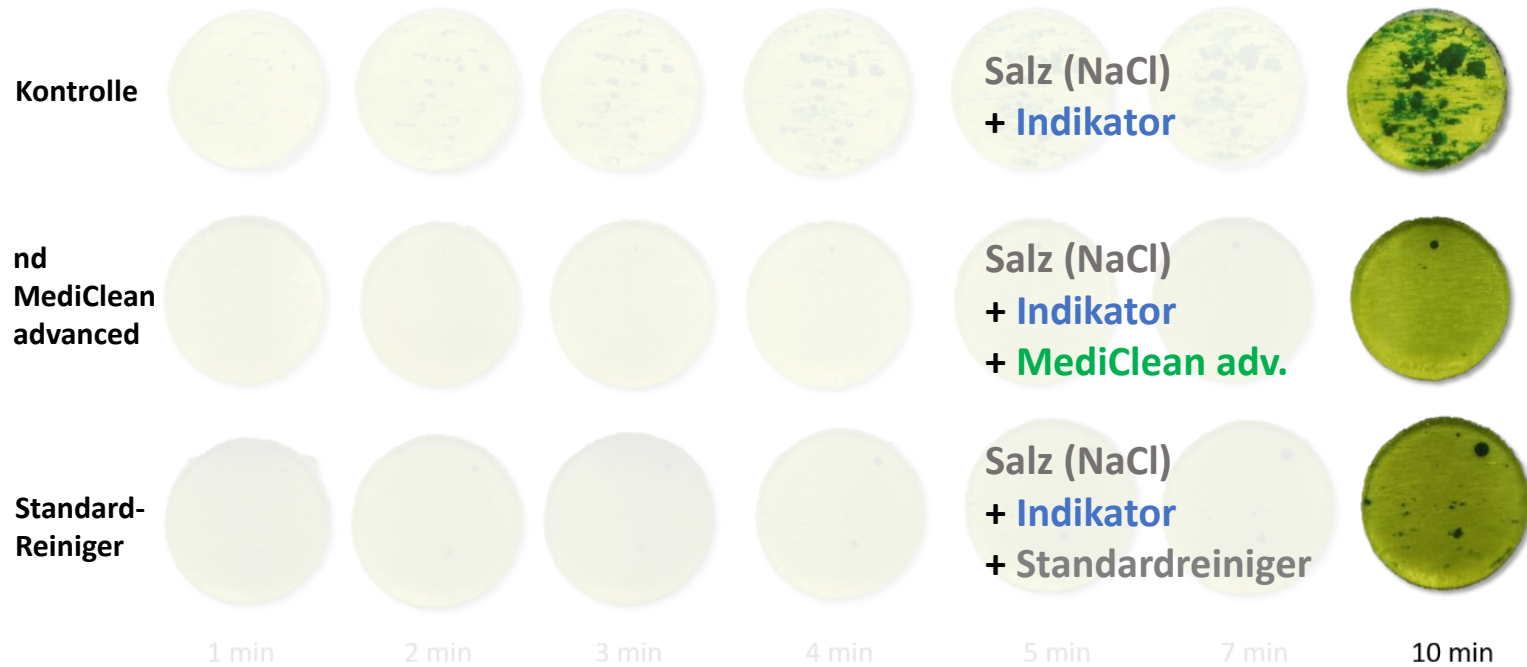 Kontrolle
Salz (NaCl)
+ Indikator
nd
MediClean
advanced
Salz (NaCl)
+ Indikator
+ MediClean adv.
Standard-
Reiniger
Salz (NaCl)
+ Indikator
+ Standardreiniger
1 min
2 min
3 min
4 min
5 min
7 min
10 min